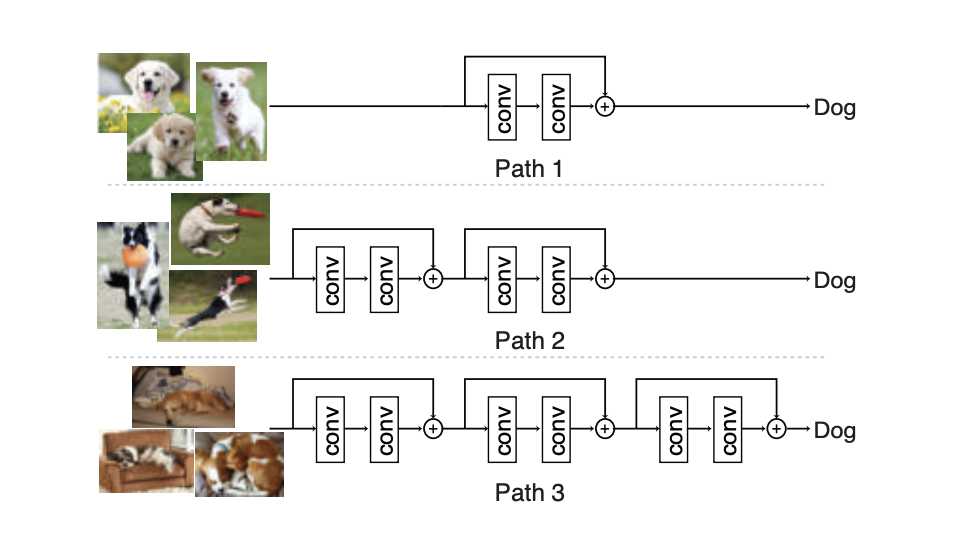 conv
conv
+
Dog
Path 1
conv
conv
+
conv
conv
+
Dog
Path 2
conv
conv
+
conv
conv
+
conv
conv
+
Dog
Path 3